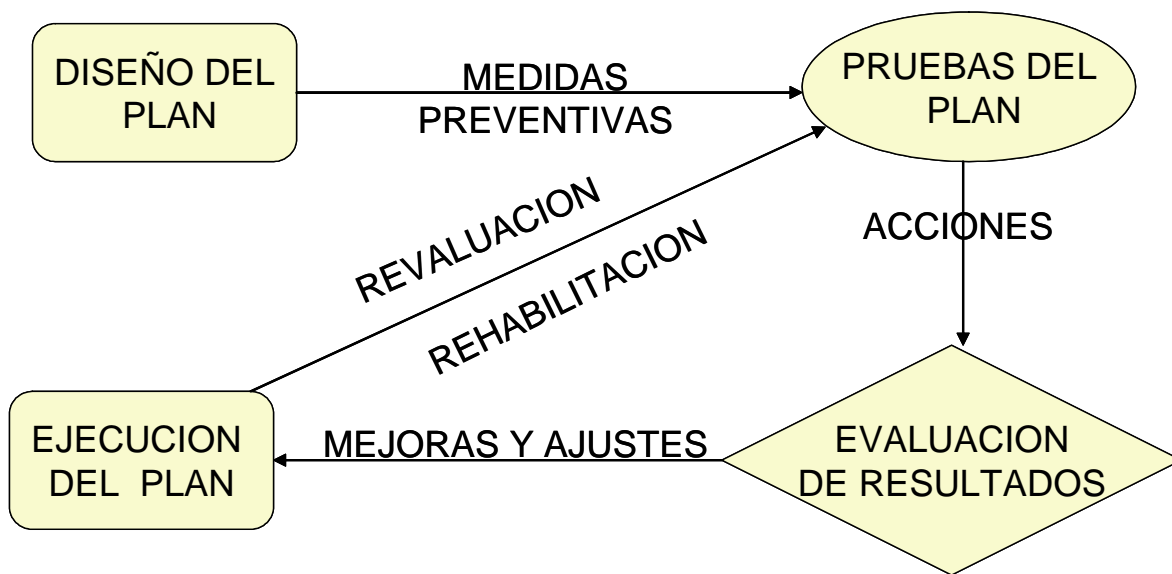 DISEÑO DEL
PLAN
MEDIDAS
PREVENTIVAS
PRUEBAS DEL
PLAN
REVALUACION
REHABILITACION
ACCIONES
EJECUCION
DEL PLAN
MEJORAS Y AJUSTES
EVALUACION
DE RESULTADOS